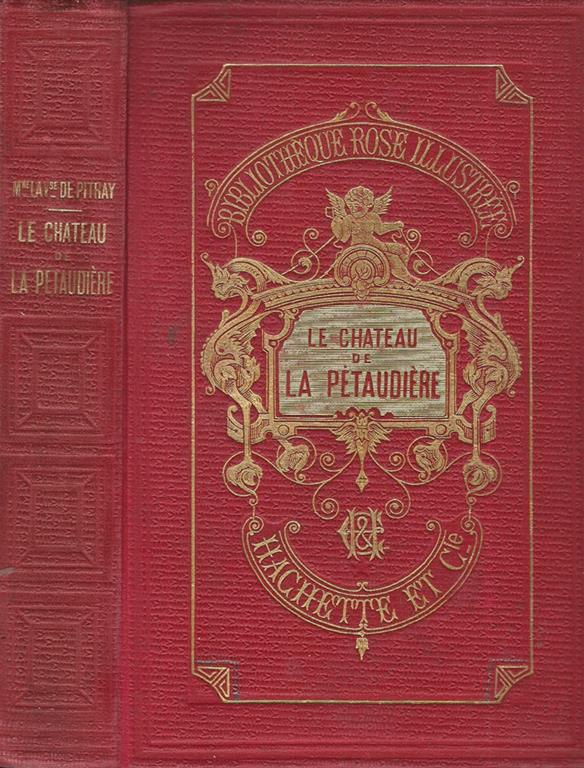 Mme LA Vse DE PITRAY
LE CHATEAU
DE
LA PÉTAUDIÈRE
BIBLIOTHÈQUE ROSE ILLUSTRÉE
LE CHATEAU
DE
LA PÉTAUDIÈRE
H & Cie
HACHETTE ET Cie